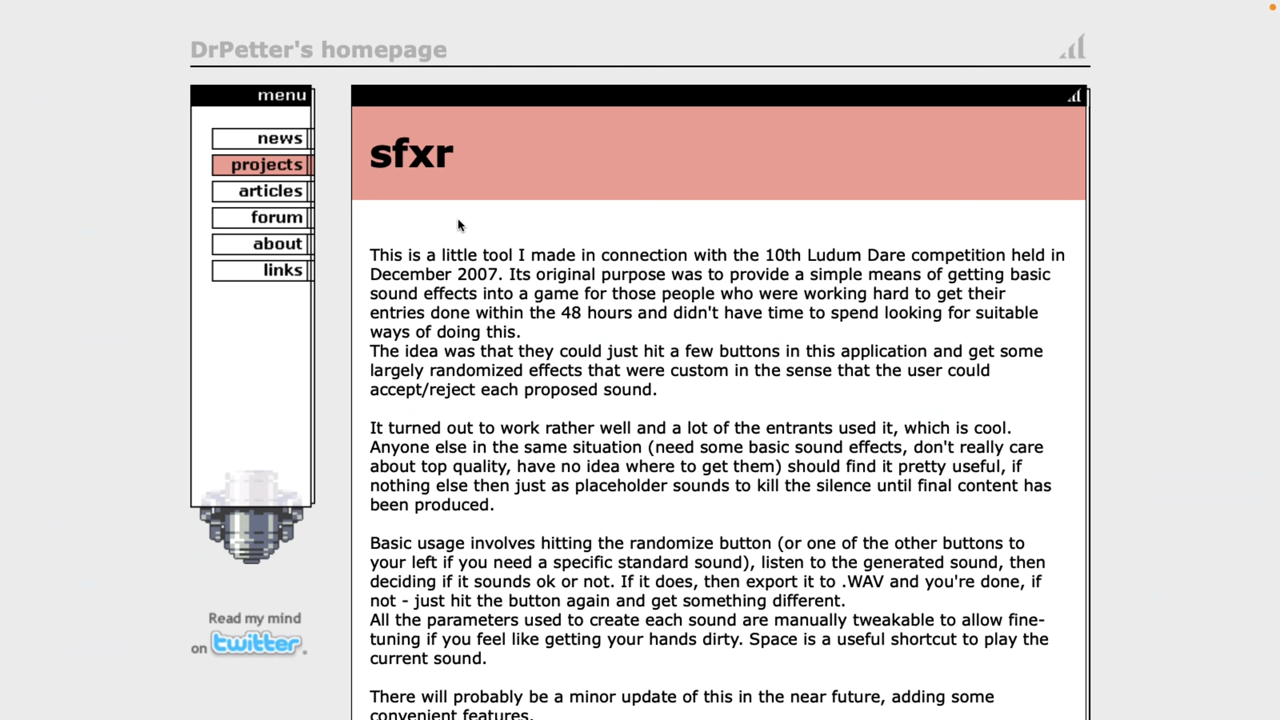 DrPetter's homepage
menu
news
projects
articles
forum
about
links
Read my mind
on twitter.
sfxr
This is a little tool I made in connection with the 10th Ludum Dare competition held in
December 2007. Its original purpose was to provide a simple means of getting basic
sound effects into a game for those people who were working hard to get their
entries done within the 48 hours and didn't have time to spend looking for suitable
ways of doing this.
The idea was that they could just hit a few buttons in this application and get some
largely randomized effects that were custom in the sense that the user could
accept/reject each proposed sound.
It turned out to work rather well and a lot of the entrants used it, which is cool.
Anyone else in the same situation (need some basic sound effects, don't really care
about top quality, have no idea where to get them) should find it pretty useful, if
nothing else then just as placeholder sounds to kill the silence until final content has
been produced.
Basic usage involves hitting the randomize button (or one of the other buttons to
your left if you need a specific standard sound), listen to the generated sound, then
deciding if it sounds ok or not. If it does, then export it to .WAV and you're done, if
not - just hit the button again and get something different.
All the parameters used to create each sound are manually tweakable to allow fine-
tuning if you feel like getting your hands dirty. Space is a useful shortcut to play the
current sound.
There will probably be a minor update of this in the near future, adding some
convenient features.